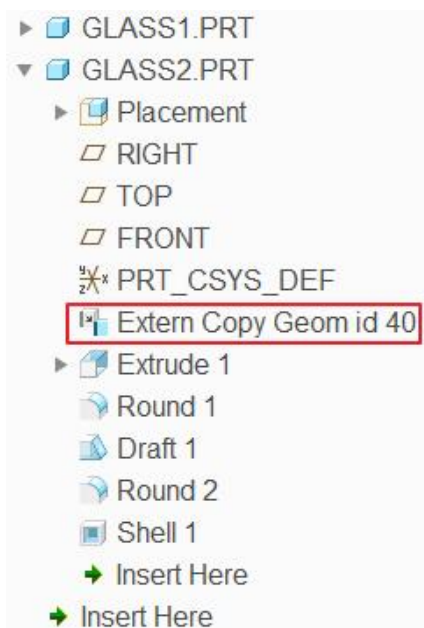 GLASS1.PRT
GLASS2.PRT
Placement
RIGHT
TOP
FRONT
PRT_CSYS_DEF
Extern Copy Geom id 40
Extrude 1
Round 1
Draft 1
Round 2
Shell 1
Insert Here
Insert Here